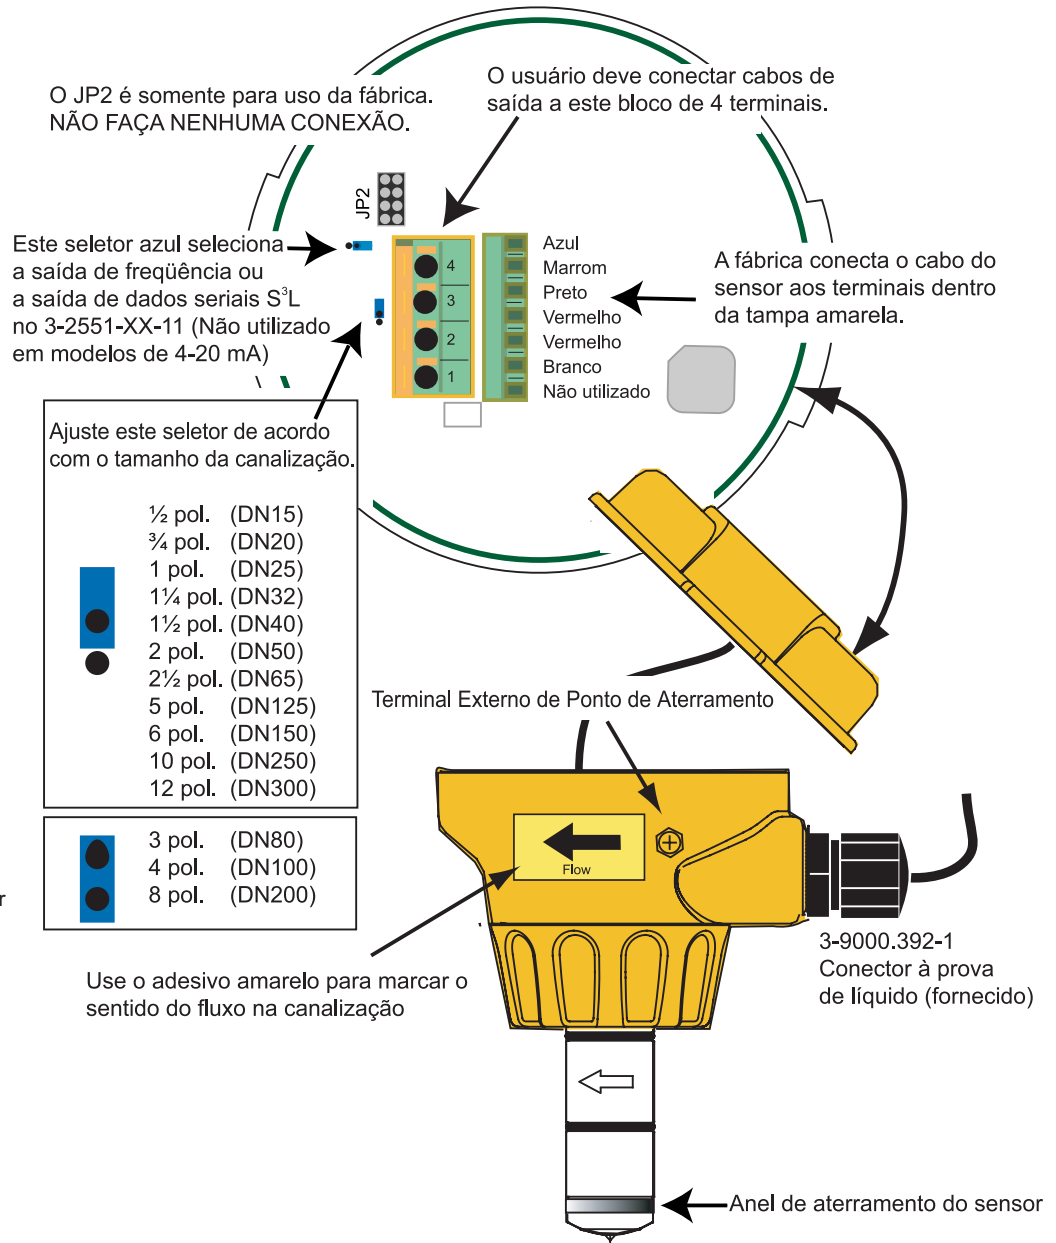 O JP2 é somente para uso da fábrica.
NÃO FAÇA NENHUMA CONEXÃO.
O usuário deve conectar cabos de
saída a este bloco de 4 terminais.
JP2
Este seletor azul seleciona
a saída de freqüência ou
a saída de dados seriais S³L
no 3-2551-XX-11 (Não utilizado
em modelos de 4-20 mA)
4
3
2
1
Azul
Marrom
Preto
Vermelho
Vermelho
Branco
Não utilizado
A fábrica conecta o cabo do
sensor aos terminais dentro
da tampa amarela.
Ajuste este seletor de acordo
com o tamanho da canalização.
½ pol. (DN15)
¾ pol. (DN20)
1 pol. (DN25)
1¼ pol. (DN32)
1½ pol. (DN40)
2 pol. (DN50)
2½ pol. (DN65)
5 pol. (DN125)
6 pol. (DN150)
10 pol. (DN250)
12 pol. (DN300)
3 pol. (DN80)
4 pol. (DN100)
8 pol. (DN200)
r
Terminal Externo de Ponto de Aterramento
Flow
Use o adesivo amarelo para marcar o
sentido do fluxo na canalização
3-9000.392-1
Conector à prova
de líquido (fornecido)
Anel de aterramento do sensor